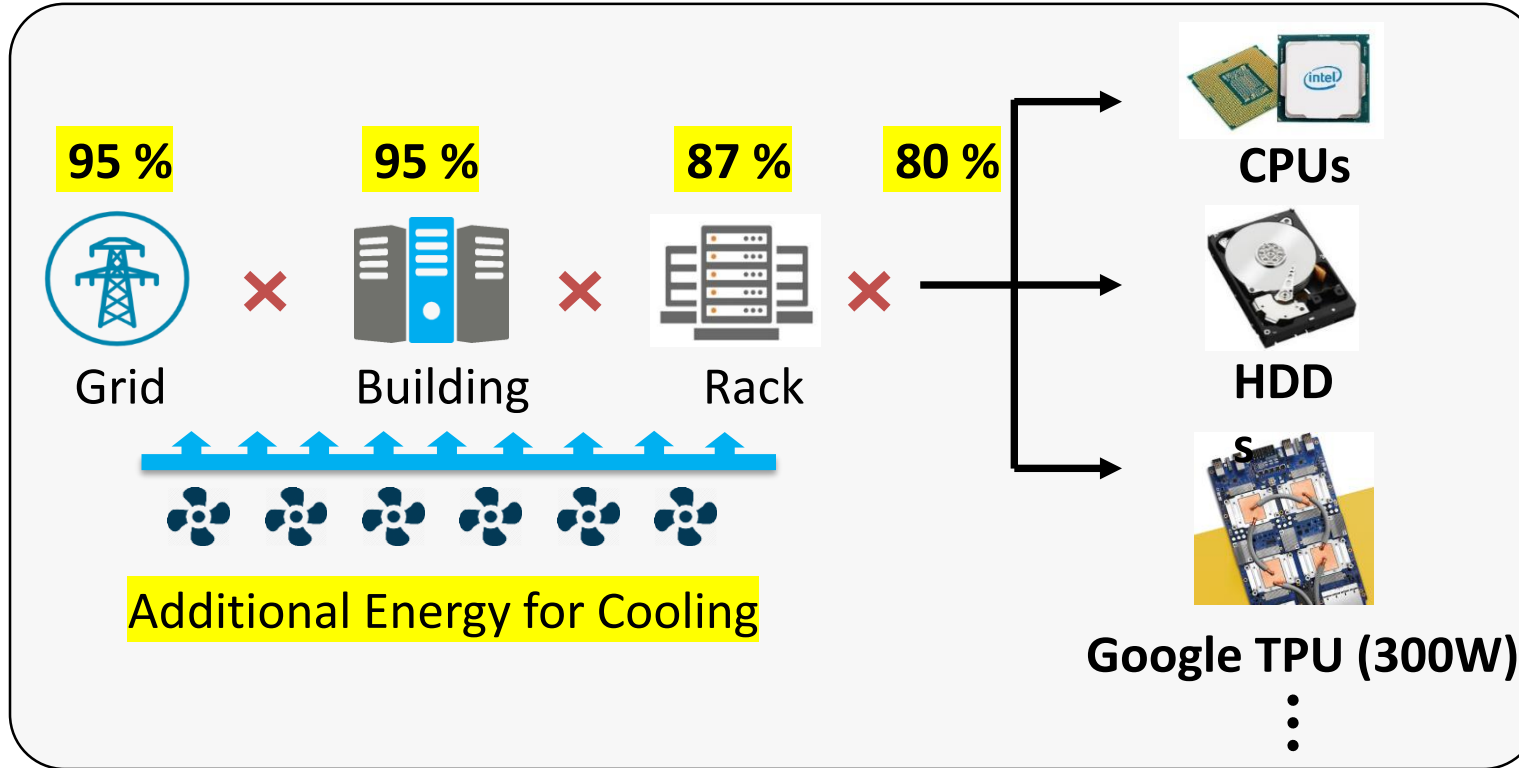 95 %
95 %
87 %
80 %
intel
CPUs
Grid
Building
Rack
HDD
s
Additional Energy for Cooling
Google TPU (300W)